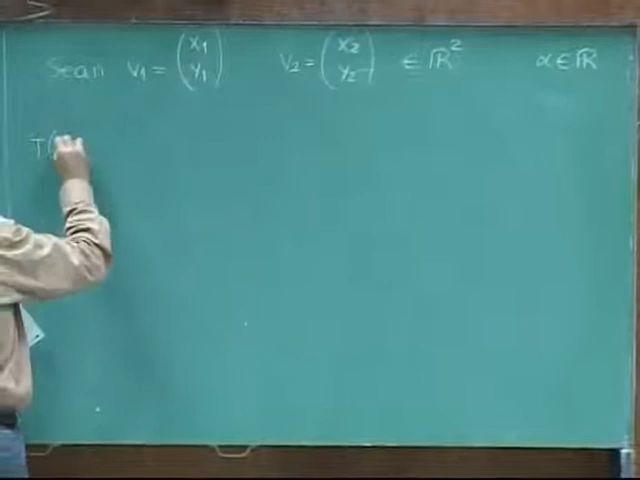 Sean v₁ = (x₁ y₁) v₂ = (x₂ y₂) ∈ ℝ² α ∈ ℝ
T(